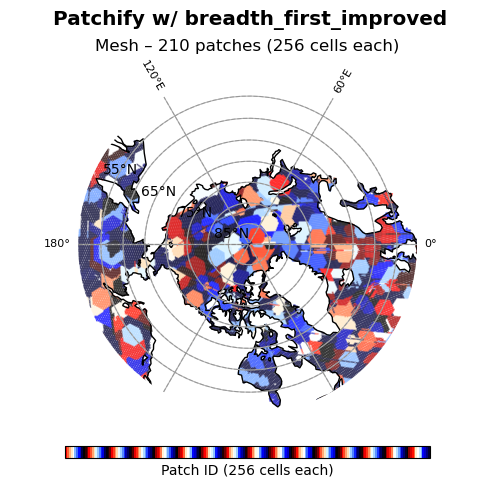 Patchify w/ breadth_first_improved
Mesh – 210 patches (256 cells each)
120°E
60°E
55°N
65°N
75°N
85°N
180°
0°
Patch ID (256 cells each)